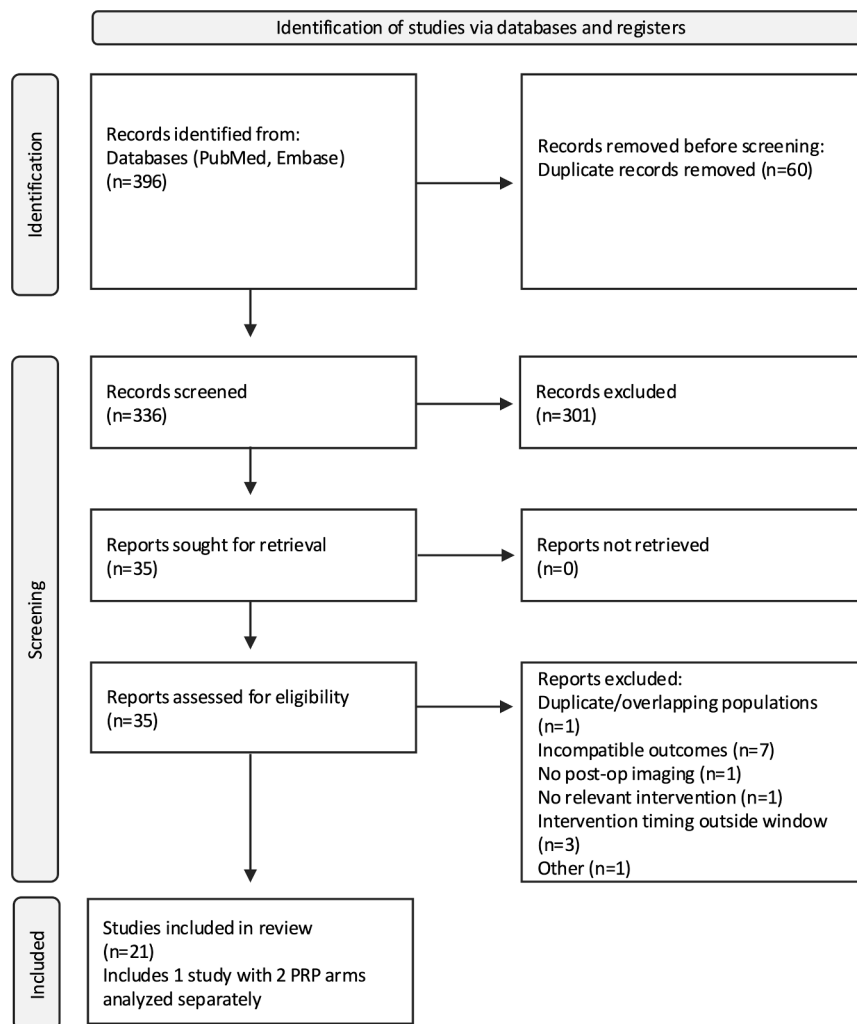 Identification of studies via databases and registers
Identification
Records identified from:
Databases (PubMed, Embase)
(n=396)
Records removed before screening:
Duplicate records removed (n=60)
Screening
Records screened
(n=336)
Records excluded
(n=301)
Reports sought for retrieval
(n=35)
Reports not retrieved
(n=0)
Reports assessed for eligibility
(n=35)
Reports excluded:
Duplicate/overlapping populations
(n=1)
Incompatible outcomes (n=7)
No post-op imaging (n=1)
No relevant intervention (n=1)
Intervention timing outside window
(n=3)
Other (n=1)
Included
Studies included in review
(n=21)
Includes 1 study with 2 PRP arms
analyzed separately